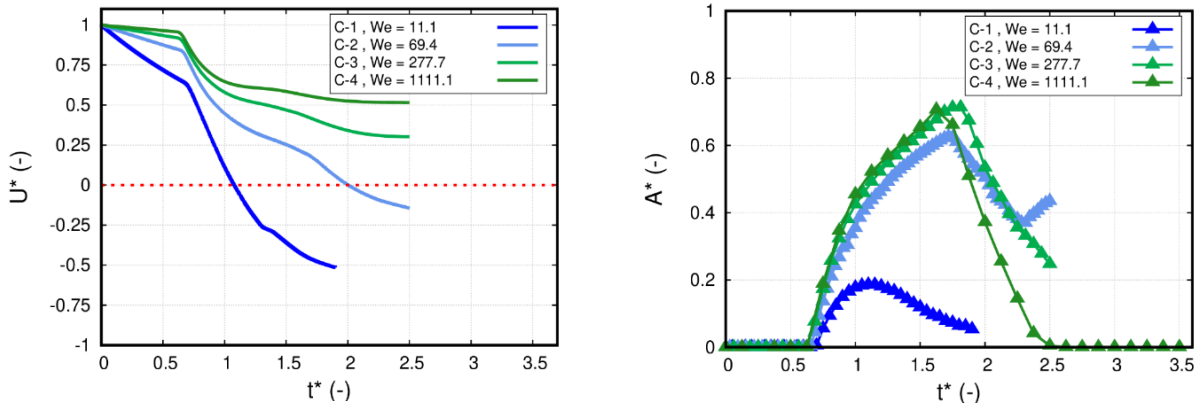 1
0.75
0.5
0.25
0
-0.25
-0.5
-0.75
-1
U* (-)
0
0.5
1
1.5
2
2.5
3
3.5
t* (-)
C-1 , We = 11.1
C-2 , We = 69.4
C-3 , We = 277.7
C-4 , We = 1111.1
1
0.8
0.6
0.4
0.2
0
A* (-)
0
0.5
1
1.5
2
2.5
3
3.5
t* (-)
C-1 , We = 11.1
C-2 , We = 69.4
C-3 , We = 277.7
C-4 , We = 1111.1